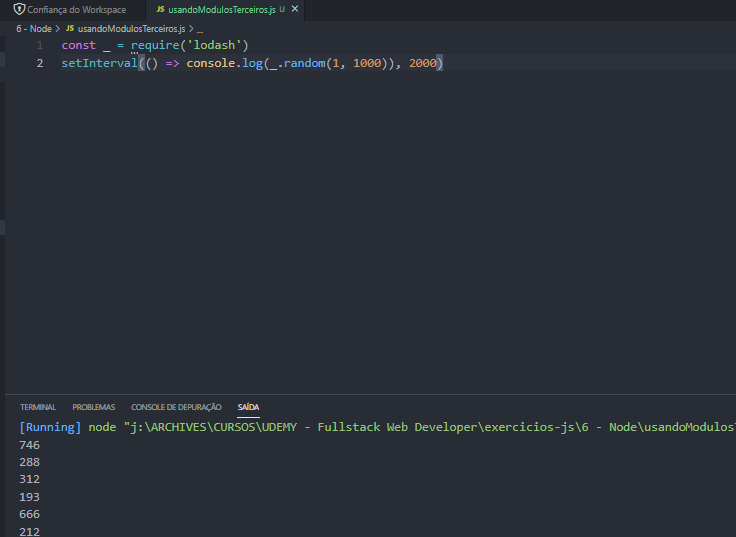 Confiança do Workspace JS usandoModulosTerceiros.js U ×
6 - Node > JS usandoModulosTerceiros.js > ...
1 const _ = require('lodash')
2 setInterval(() => console.log(_.random(1, 1000)), 2000)
TERMINAL PROBLEMAS CONSOLE DE DEPURAÇÃO SAÍDA
[Running] node "j:\ARCHIVES\CURSOS\UDEMY - Fullstack Web Developer\exercicios-js\6 - Node\usandoModulosT
746
288
312
193
666
212